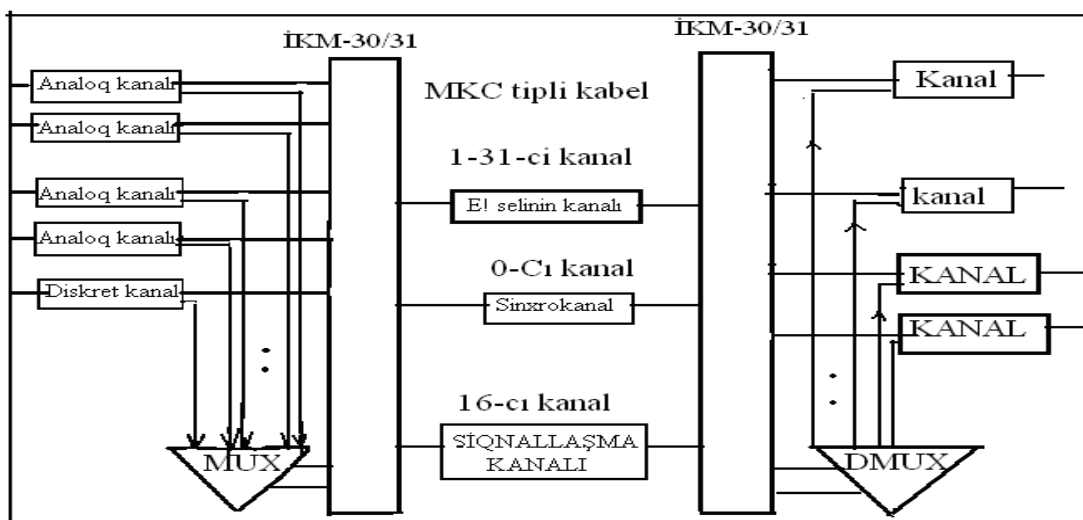 İKM-30/31
İKM-30/31
Analoq kanalı
Analoq kanalı
Analoq kanalı
Analoq kanalı
Diskret kanal
MUX
MKC tipli kabel
1-31-ci kanal
E! selinin kanalı
0-Cı kanal
Sinxrokanal
16-cı kanal
SİQNALLAŞMA
KANALI
Kanal
kanal
KANAL
KANAL
DMUX